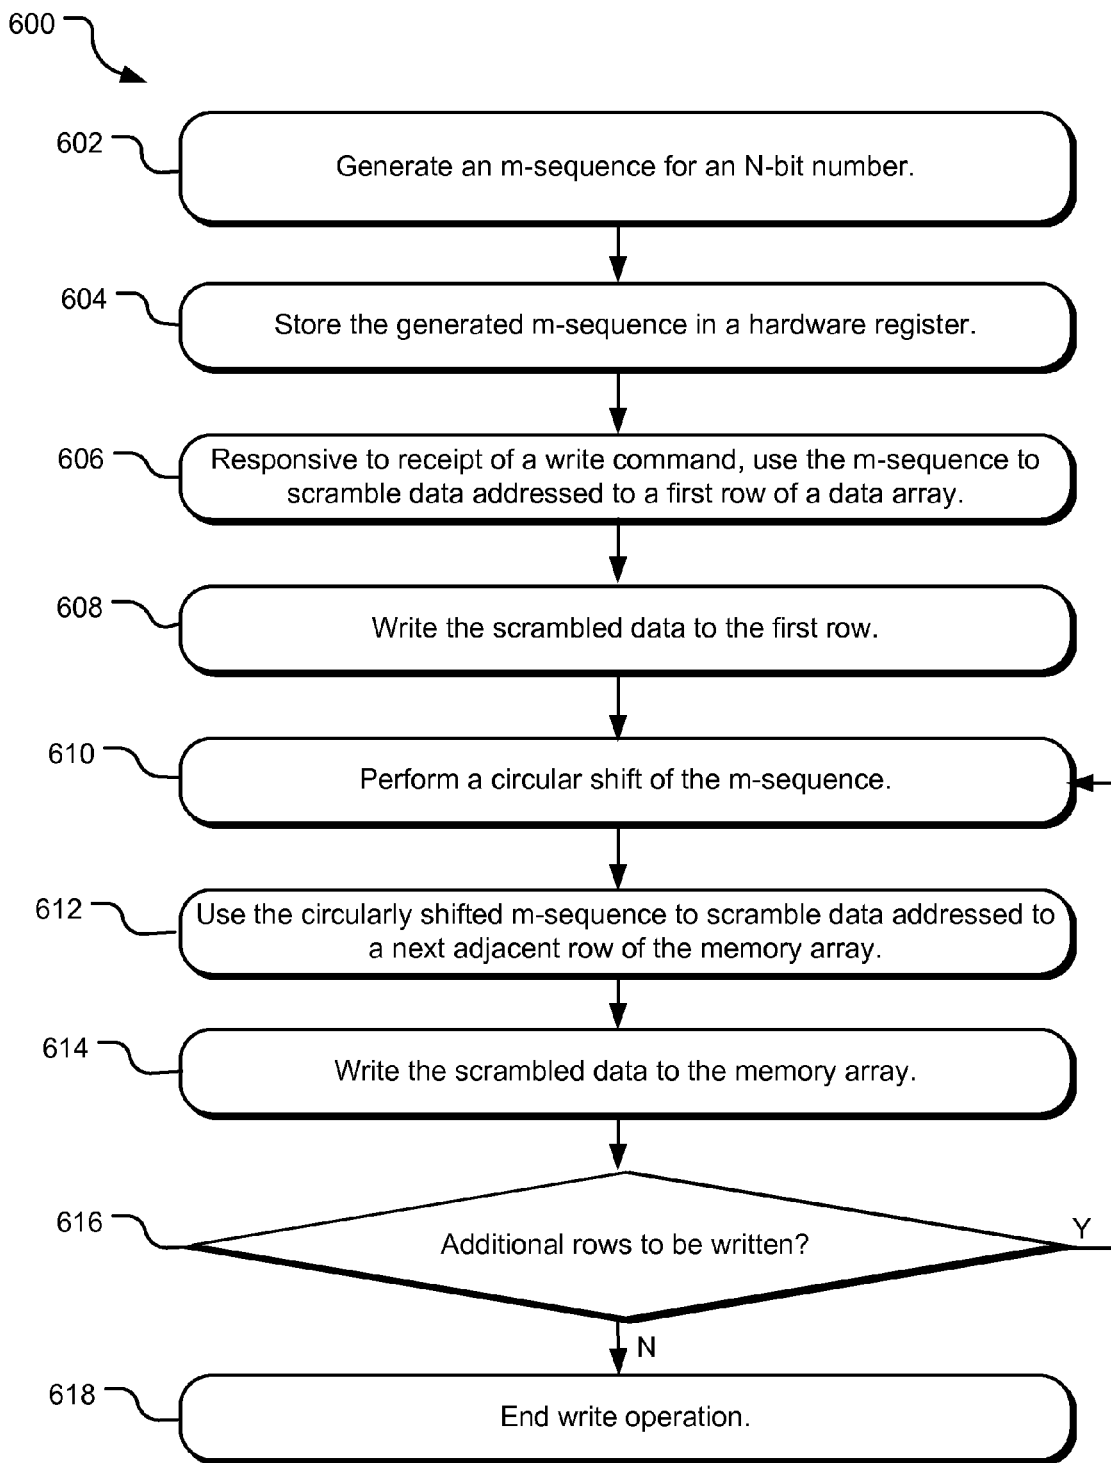 600
602
Generate an m-sequence for an N-bit number.
604
Store the generated m-sequence in a hardware register.
606
Responsive to receipt of a write command, use the m-sequence to
scramble data addressed to a first row of a data array.
608
Write the scrambled data to the first row.
610
Perform a circular shift of the m-sequence.
612
Use the circularly shifted m-sequence to scramble data addressed to
a next adjacent row of the memory array.
614
Write the scrambled data to the memory array.
616
Additional rows to be written?
Y
N
618
End write operation.